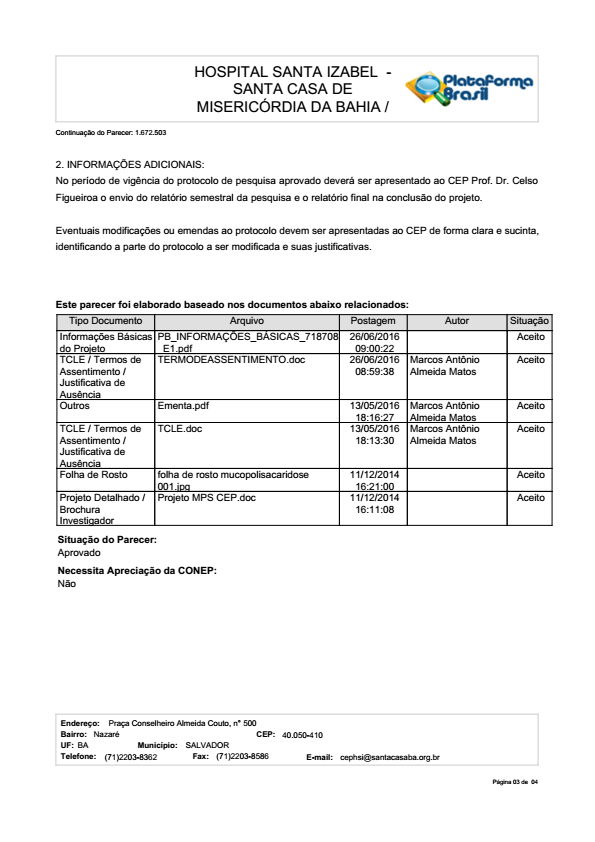 HOSPITAL SANTA IZABEL -
SANTA CASA DE
MISERICÓRDIA DA BAHIA /
Plataforma
Brasil
Continuação do Parecer: 1.672.503
2. INFORMAÇÕES ADICIONAIS:
No período de vigência do protocolo de pesquisa aprovado deverá ser apresentado ao CEP Prof. Dr. Celso
Figueiroa o envio do relatório semestral da pesquisa e o relatório final na conclusão do projeto.
Eventuais modificações ou emendas ao protocolo devem ser apresentadas ao CEP de forma clara e sucinta,
identificando a parte do protocolo a ser modificada e suas justificativas.
Este parecer foi elaborado baseado nos documentos abaixo relacionados:
Tipo Documento Arquivo Postagem Autor Situação
Informações Básicas PB_INFORMAÇÕES_BÁSICAS_718708 26/06/2016 Aceito
do Projeto _E1.pdf 09:00:22
TCLE / Termos de TERMODEASSENTIMENTO.doc 26/06/2016 Marcos Antônio Aceito
Assentimento / 08:59:38 Almeida Matos
Justificativa de
Ausência
Outros Ementa.pdf 13/05/2016 Marcos Antônio Aceito
18:16:27 Almeida Matos
TCLE / Termos de TCLE.doc 13/05/2016 Marcos Antônio Aceito
Assentimento / 18:13:30 Almeida Matos
Justificativa de
Ausência
Folha de Rosto folha de rosto mucopolisacaridose 11/12/2014 Aceito
001.jpg 16:21:00
Projeto Detalhado / Projeto MPS CEP.doc 11/12/2014 Aceito
Brochura 16:11:08
Investigador
Situação do Parecer:
Aprovado
Necessita Apreciação da CONEP:
Não
Endereço: Praça Conselheiro Almeida Couto, n° 500
Bairro: Nazaré CEP: 40.050-410
UF: BA Município: SALVADOR
Telefone: (71)2203-8362 Fax: (71)2203-8586 E-mail: cephsi@santacasaba.org.br
Página 03 de 04